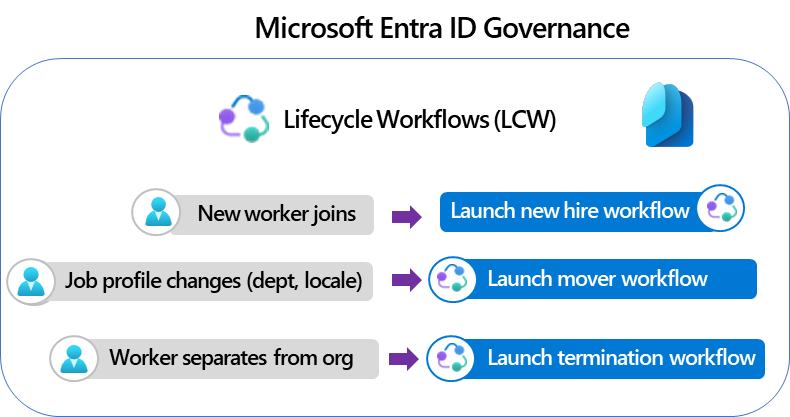 Microsoft Entra ID Governance
Lifecycle Workflows (LCW)
New worker joins
Launch new hire workflow
Job profile changes (dept, locale)
Launch mover workflow
Worker separates from org
Launch termination workflow